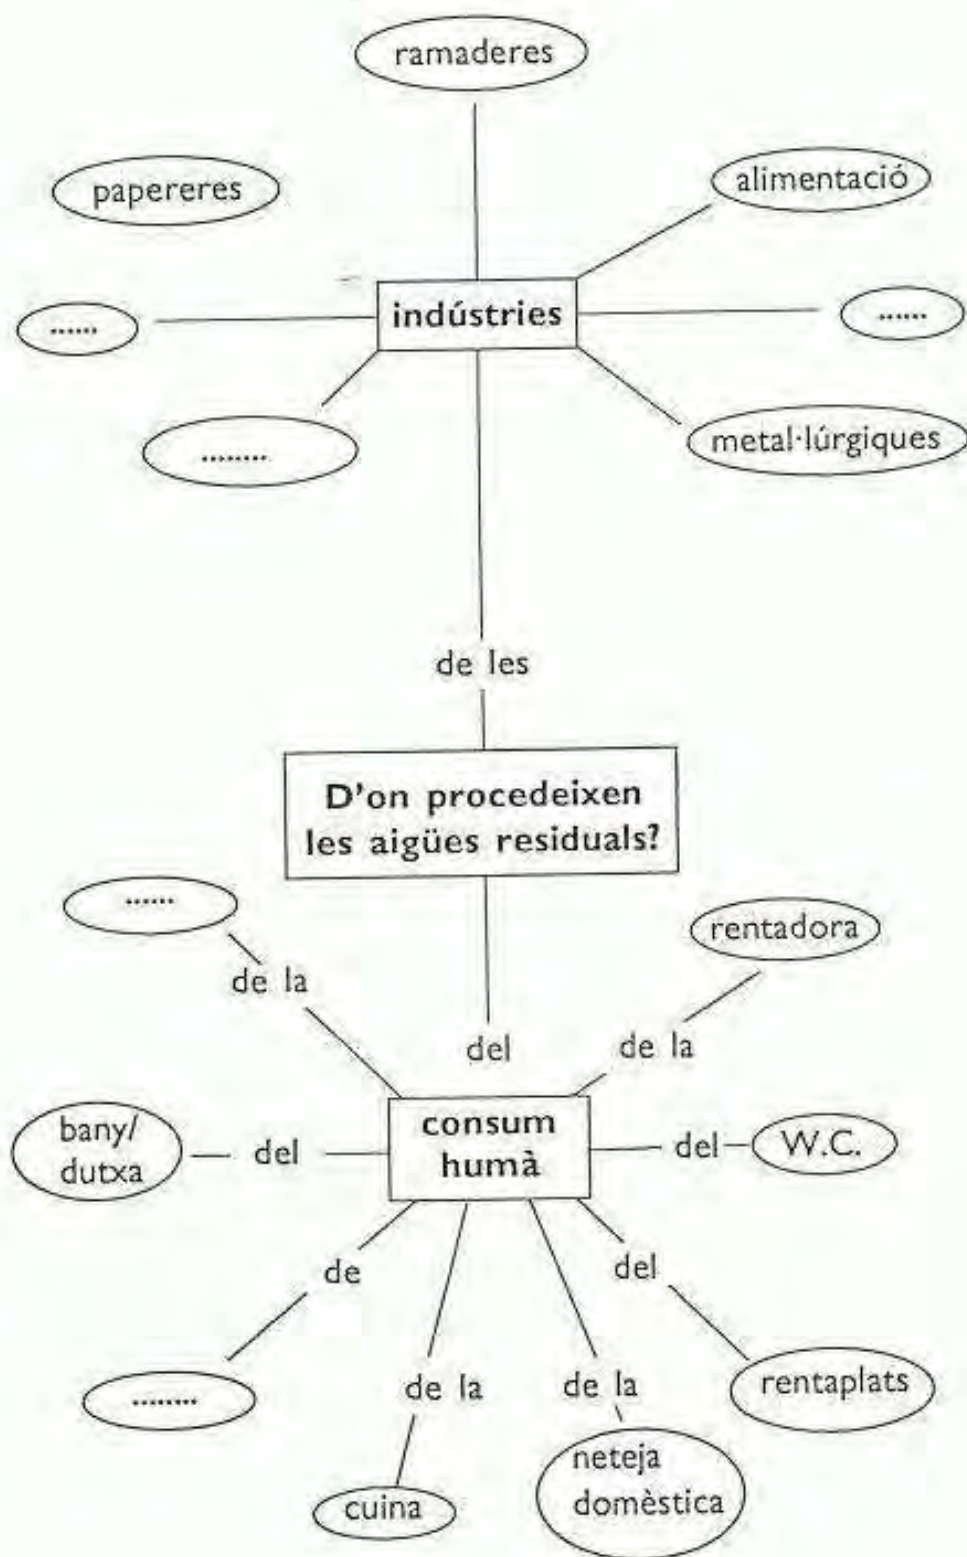 ramaderes
papereres
alimentació
indústries
......
......
........
metal·lúrgiques
de les
D'on procedeixen
les aigües residuals?
......
rentadora
de la
del
de la
bany/
dutxa
del
consum
humà
del
W.C.
de
del
........
de la
de la
rentaplats
cuina
neteja
domèstica